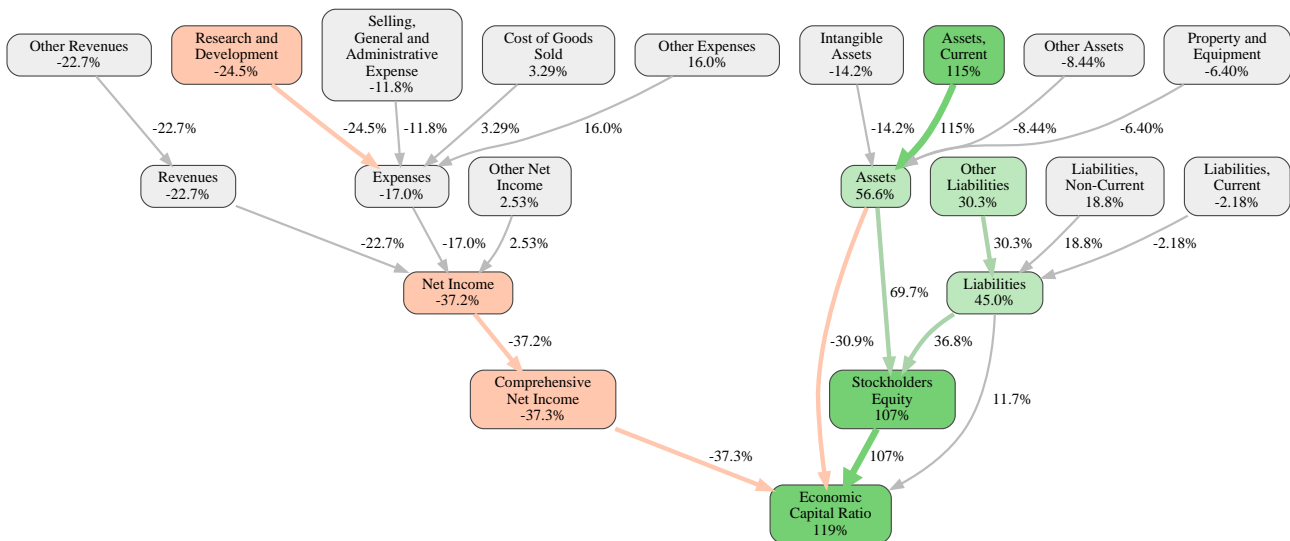 Other Revenues
-22.7%
Research and
Development
-24.5%
Selling,
General and
Administrative
Expense
-11.8%
Cost of Goods
Sold
3.29%
Other Expenses
16.0%
Intangible
Assets
-14.2%
Assets,
Current
115%
Other Assets
-8.44%
Property and
Equipment
-6.40%
-22.7%
-24.5%
-11.8%
3.29%
16.0%
-14.2%
115%
-8.44%
-6.40%
Revenues
-22.7%
Expenses
-17.0%
Other Net
Income
2.53%
Assets
56.6%
Other
Liabilities
30.3%
Liabilities,
Non-Current
18.8%
Liabilities,
Current
-2.18%
-22.7%
-17.0%
2.53%
30.3%
18.8%
-2.18%
Net Income
-37.2%
69.7%
Liabilities
45.0%
-37.2%
-30.9%
36.8%
Comprehensive
Net Income
-37.3%
Stockholders
Equity
107%
11.7%
-37.3%
107%
Economic
Capital Ratio
119%